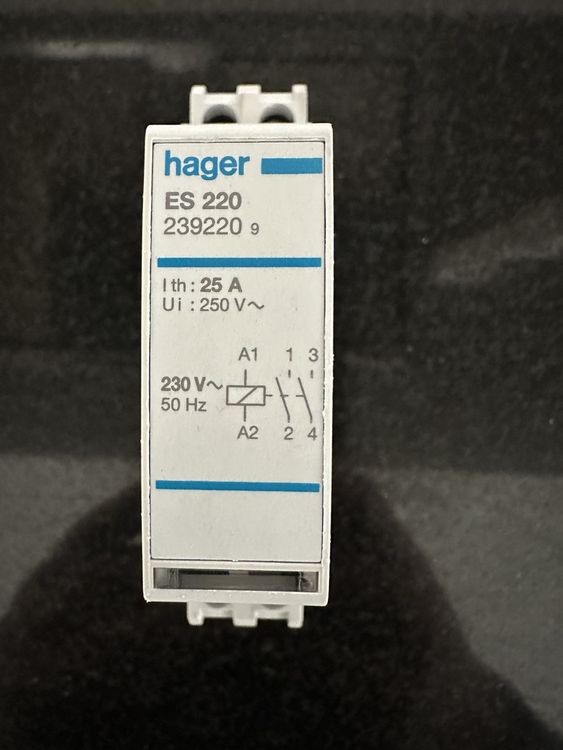 hager
ES 220
239220 9
I th : 25 A
Ui : 250 V~
A1 1 3
230 V~
50 Hz
A2 2 4